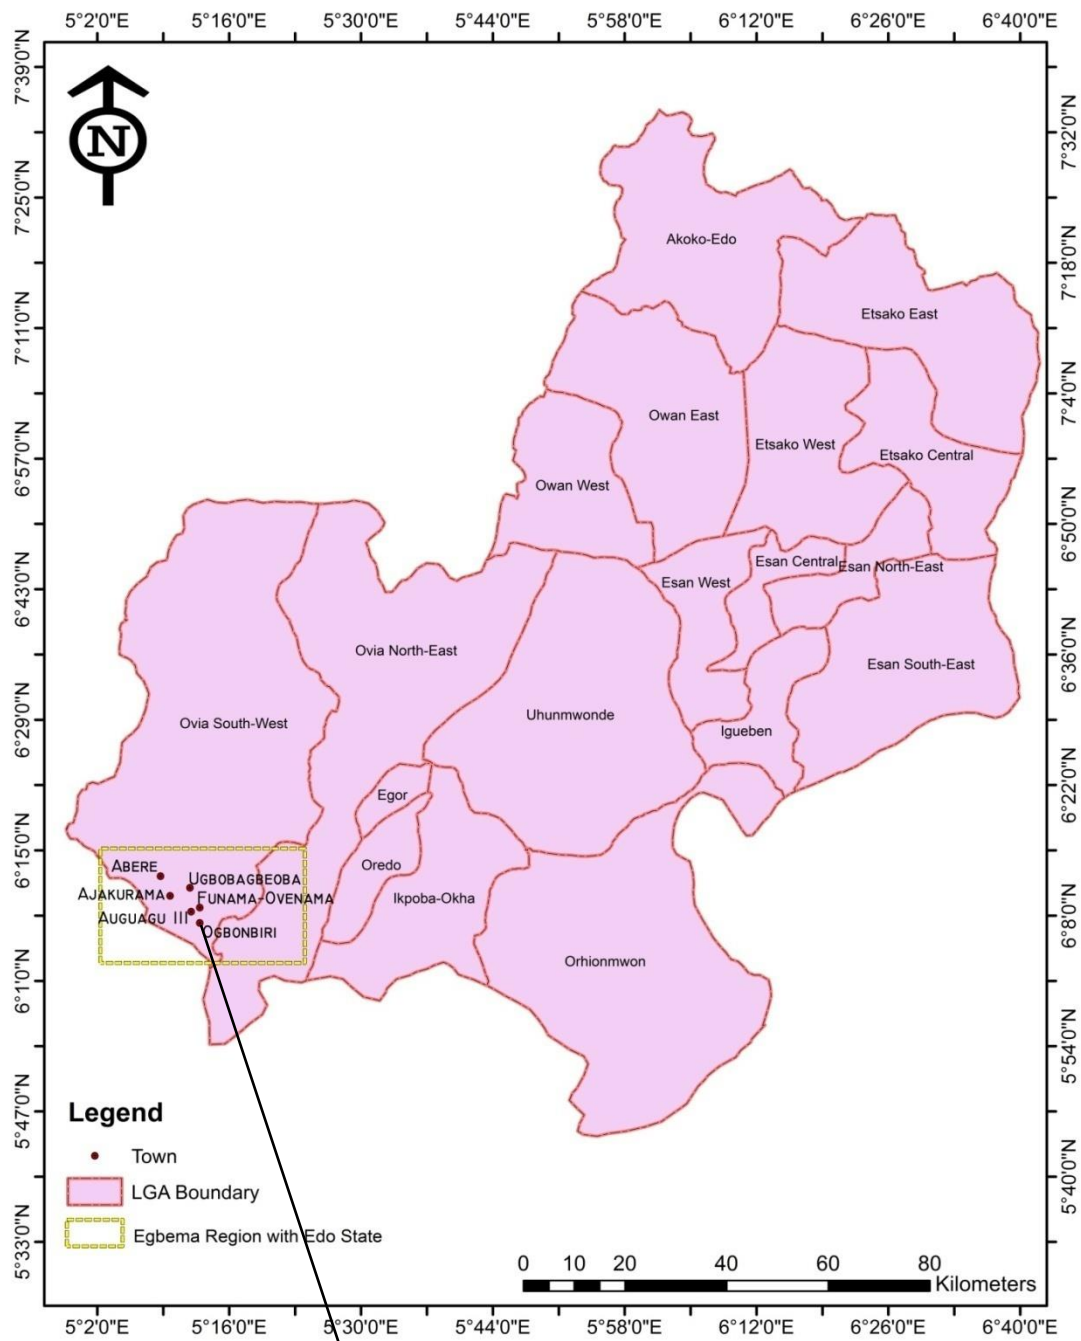 5°2'0"E 5°16'0"E 5°30'0"E 5°44'0"E 5°58'0"E 6°12'0"E 6°26'0"E 6°40'0"E
7°39'0"N
7°25'0"N
7°11'0"N
6°57'0"N
6°43'0"N
6°29'0"N
6°15'0"N
6°1'0"N
5°47'0"N
5°33'0"N
N
Akoko-Edo
Etsako East
Owan East
Etsako West
Etsako Central
Owan West
Esan Central
Esan North-East
Esan West
Ovia North-East
Esan South-East
Uhunmwonde
Ovia South-West
Igueben
Egor
Oredo
Ikpoba-Okha
Orhionmwon
ABERE
UGBOBAGBEOBA
AJAKURAMA
FUNAMA-OVENAMA
AUGUAGU III
OGBONBIRI
7°32'0"N
7°18'0"N
7°4'0"N
6°50'0"N
6°36'0"N
6°22'0"N
6°8'0"N
5°54'0"N
5°40'0"N
Legend
Town
LGA Boundary
Egbema Region with Edo State
0 10 20 40 60 80
Kilometers
5°2'0"E 5°16'0"E 5°30'0"E 5°44'0"E 5°58'0"E 6°12'0"E 6°26'0"E 6°40'0"E